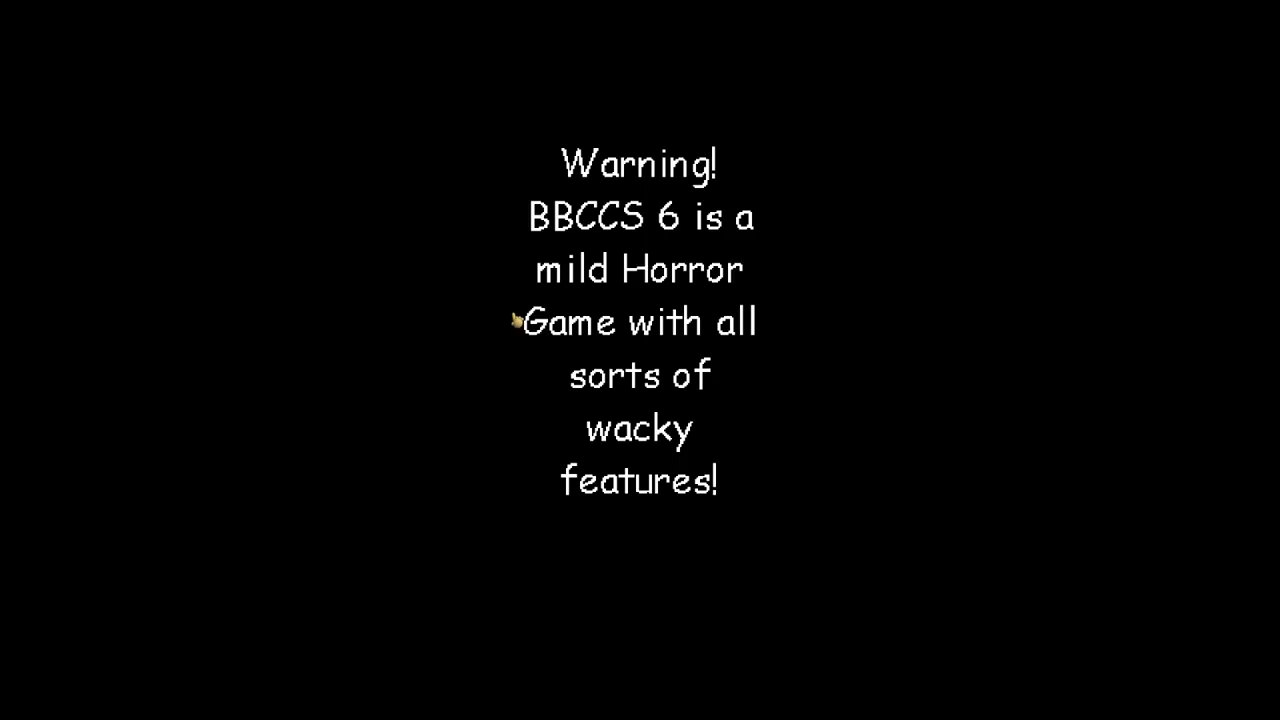 Warning!
BBCCS 6 is a
mild Horror
Game with all
sorts of
wacky
features!